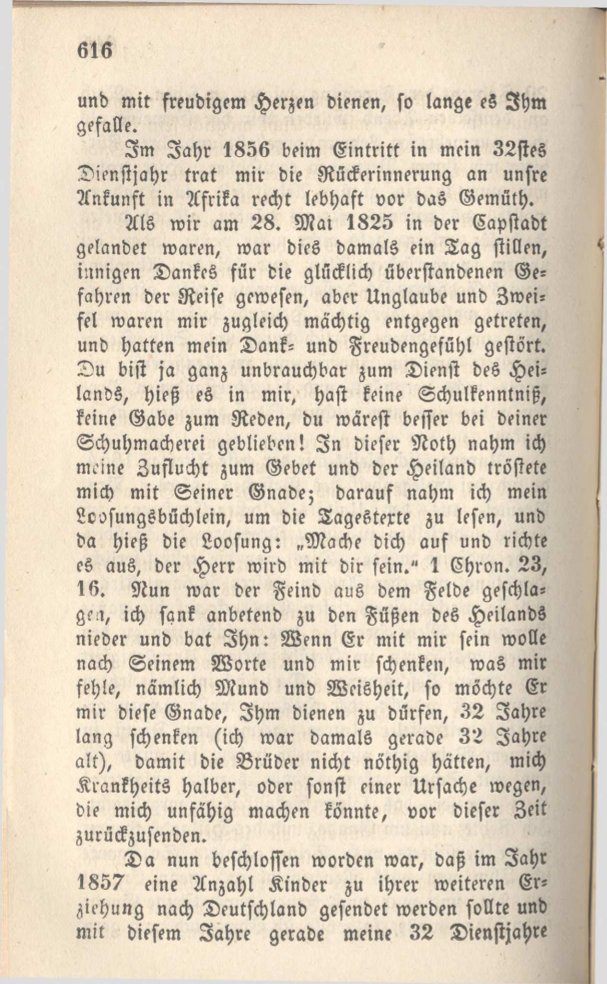 616
und mit freudigem Herzen dienen, so lange es Ihm
gefalle.
Im Jahr 1856 beim Eintritt in mein 32stes
Dienstjahr trat mir die Rückerinnerung an unsre
Ankunft in Afrika recht lebhaft vor das Gemüth.
Als wir am 28. Mai 1825 in der Capstadt
gelandet waren, war dies damals ein Tag stillen,
innigen Dankes für die glücklich überstandenen Ge-
fahren der Reise gewesen, aber Unglaube und Zwei-
fel waren mir zugleich mächtig entgegen getreten,
und hatten mein Dank- und Freudengefühl gestört.
Du bist ja ganz unbrauchbar zum Dienst des Hei-
lands, hieß es in mir, hast keine Schulkenntniß,
keine Gabe zum Reden, du wärest besser bei deiner
Schuhmacherei geblieben! In dieser Noth nahm ich
meine Zuflucht zum Gebet und der Heiland tröstete
mich mit Seiner Gnade; darauf nahm ich mein
Loosungsbüchlein, um die Tagestexte zu lesen, und
da hieß die Loosung: „Mache dich auf und richte
es aus, der Herr wird mit dir sein." 1 Chron. 23,
16. Nun war der Feind aus dem Felde geschla-
gen, ich sank anbetend zu den Füßen des Heilands
nieder und bat Ihn: Wenn Er mit mir sein wolle
nach Seinem Worte und mir schenken, was mir
fehle, nämlich Mund und Weisheit, so möchte Er
mir diese Gnade, Ihm dienen zu dürfen, 32 Jahre
lang schenken (ich war damals gerade 32 Jahre
alt), damit die Brüder nicht nöthig hätten, mich
Krankheits halber, oder sonst einer Ursache wegen,
die mich unfähig machen könnte, vor dieser Zeit
zurückzusenden.
Da nun beschlossen worden war, daß im Jahr
1857 eine Anzahl Kinder zu ihrer weiteren Er-
ziehung nach Deutschland gesendet werden sollte und
mit diesem Jahre gerade meine 32 Dienstjahre